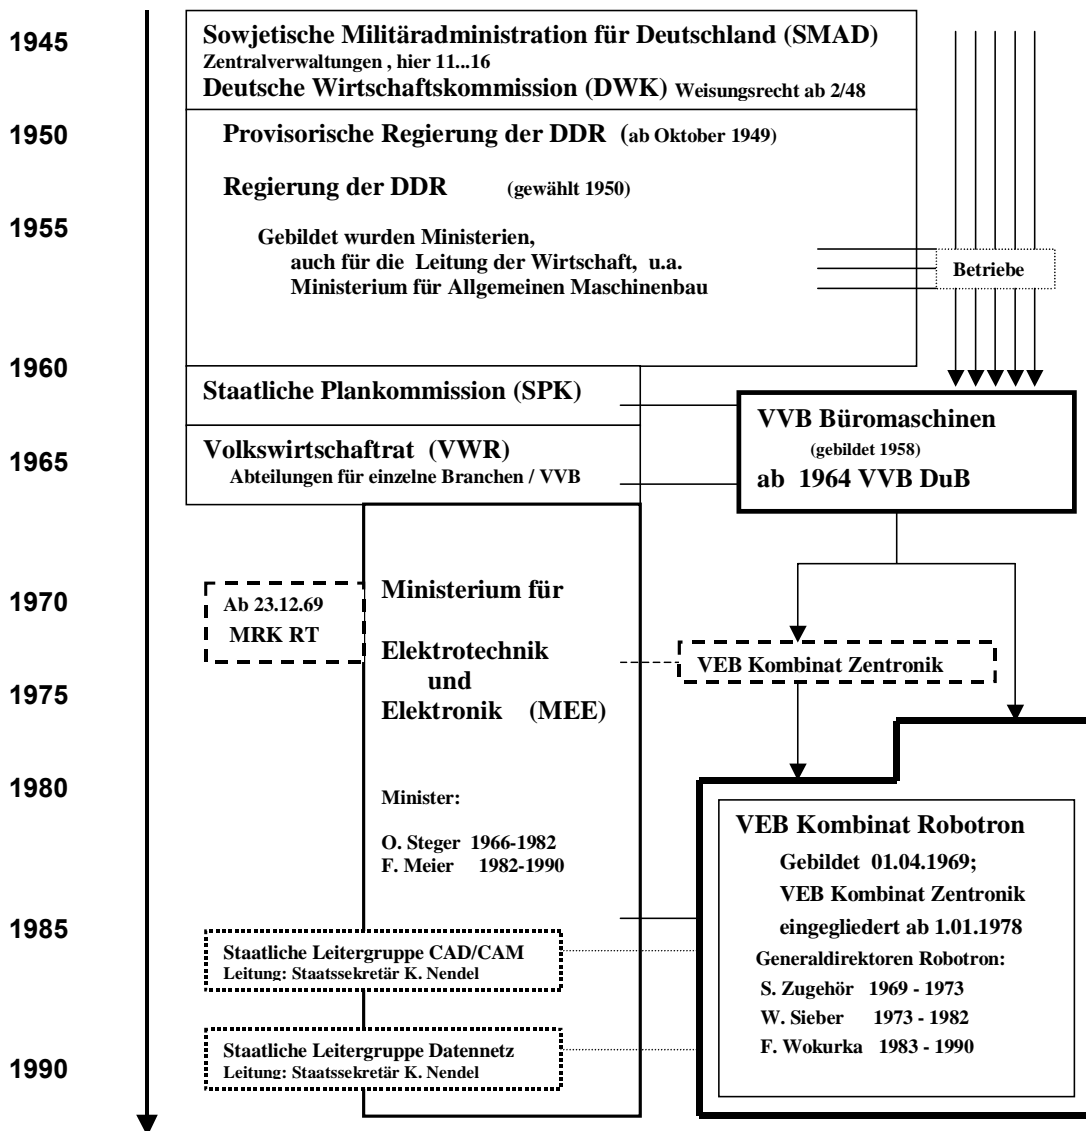 1945
Sowjetische Militäradministration für Deutschland (SMAD)
Zentralverwaltungen , hier 11...16
Deutsche Wirtschaftskommission (DWK) Weisungsrecht ab 2/48
1950
Provisorische Regierung der DDR (ab Oktober 1949)
Regierung der DDR (gewählt 1950)
1955
Gebildet wurden Ministerien,
auch für die Leitung der Wirtschaft, u.a.
Ministerium für Allgemeinen Maschinenbau
Betriebe
1960
Staatliche Plankommission (SPK)
1965
Volkswirtschaftrat (VWR)
Abteilungen für einzelne Branchen / VVB
VVB Büromaschinen
(gebildet 1958)
ab 1964 VVB DuB
1970
Ab 23.12.69
MRK RT
Ministerium für
Elektrotechnik
und
Elektronik (MEE)
VEB Kombinat Zentronik
1975
1980
Minister:
O. Steger 1966-1982
F. Meier 1982-1990
VEB Kombinat Robotron
Gebildet 01.04.1969;
VEB Kombinat Zentronik
eingegliedert ab 1.01.1978
Generaldirektoren Robotron:
S. Zugehör 1969 - 1973
W. Sieber 1973 - 1982
F. Wokurka 1983 - 1990
1985
Staatliche Leitergruppe CAD/CAM
Leitung: Staatssekretär K. Nendel
Staatliche Leitergruppe Datennetz
Leitung: Staatssekretär K. Nendel
1990